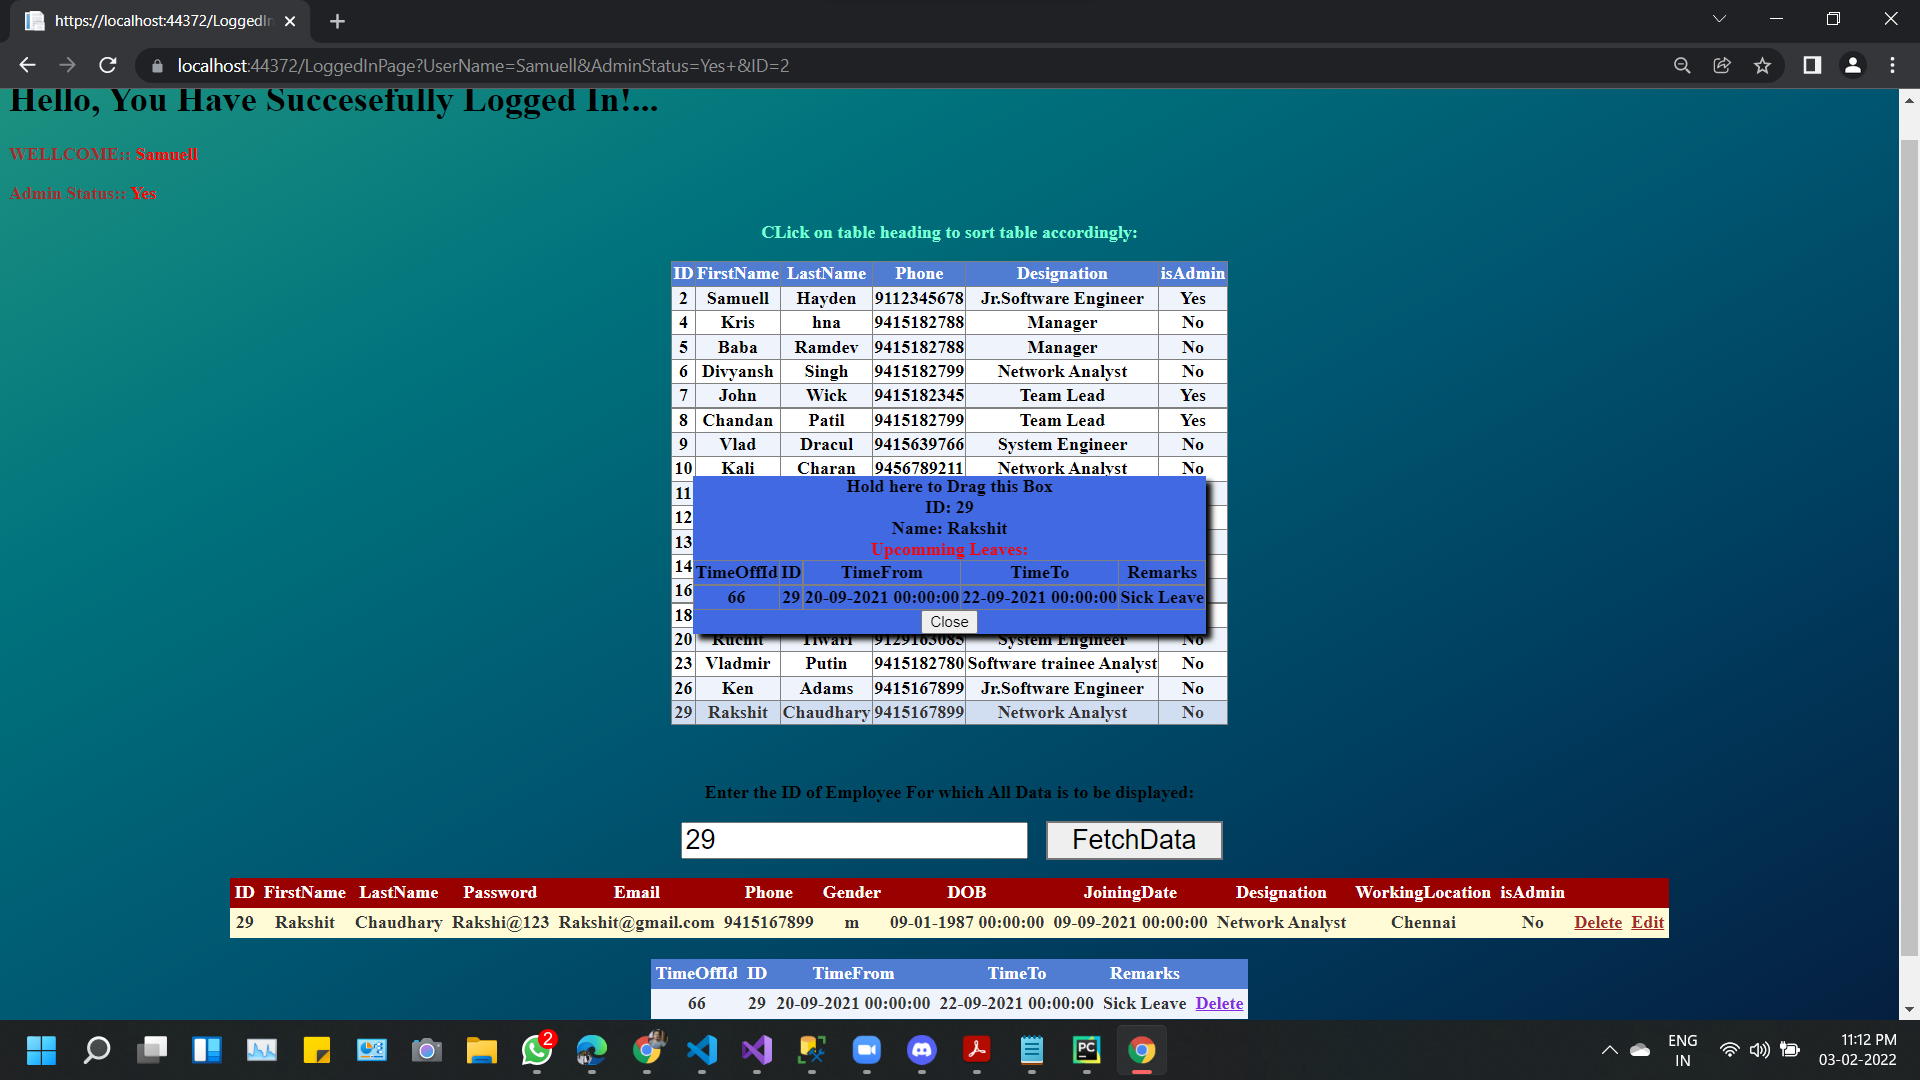 https://localhost:44372/LoggedIn
localhost:44372/LoggedInPage?UserName=Samuell&AdminStatus=Yes+&ID=2
Hello, You Have Succesefully Logged In!...
WELLCOME:: Samuell
Admin Status:: Yes
CLick on table heading to sort table accordingly:
ID FirstName LastName Phone Designation isAdmin
2 Samuell Hayden 9112345678 Jr.Software Engineer Yes
4 Kris hna 9415182788 Manager No
5 Baba Ramdev 9415182788 Manager No
6 Divyansh Singh 9415182799 Network Analyst No
7 John Wick 9415182345 Team Lead Yes
8 Chandan Patil 9415182799 Team Lead Yes
9 Vlad Dracul 9415639766 System Engineer No
10 Kali Charan 9456789211 Network Analyst No
11
12
13
14
16
18
Hold here to Drag this Box
ID: 29
Name: Rakshit
Upcomming Leaves:
TimeOffId ID TimeFrom TimeTo Remarks
66 29 20-09-2021 00:00:00 22-09-2021 00:00:00 Sick Leave
Close
20 Ruchit Tiwari 9129163085 System Engineer No
23 Vladmir Putin 9415182780 Software trainee Analyst No
26 Ken Adams 9415167899 Jr.Software Engineer No
29 Rakshit Chaudhary 9415167899 Network Analyst No
Enter the ID of Employee For which All Data is to be displayed:
29 FetchData
ID FirstName LastName Password Email Phone Gender DOB JoiningDate Designation WorkingLocation isAdmin
29 Rakshit Chaudhary Rakshi@123 Rakshit@gmail.com 9415167899 m 09-01-1987 00:00:00 09-09-2021 00:00:00 Network Analyst Chennai No Delete Edit
TimeOffId ID TimeFrom TimeTo Remarks
66 29 20-09-2021 00:00:00 22-09-2021 00:00:00 Sick Leave Delete
2
PC
ENG
IN
11:12 PM
03-02-2022